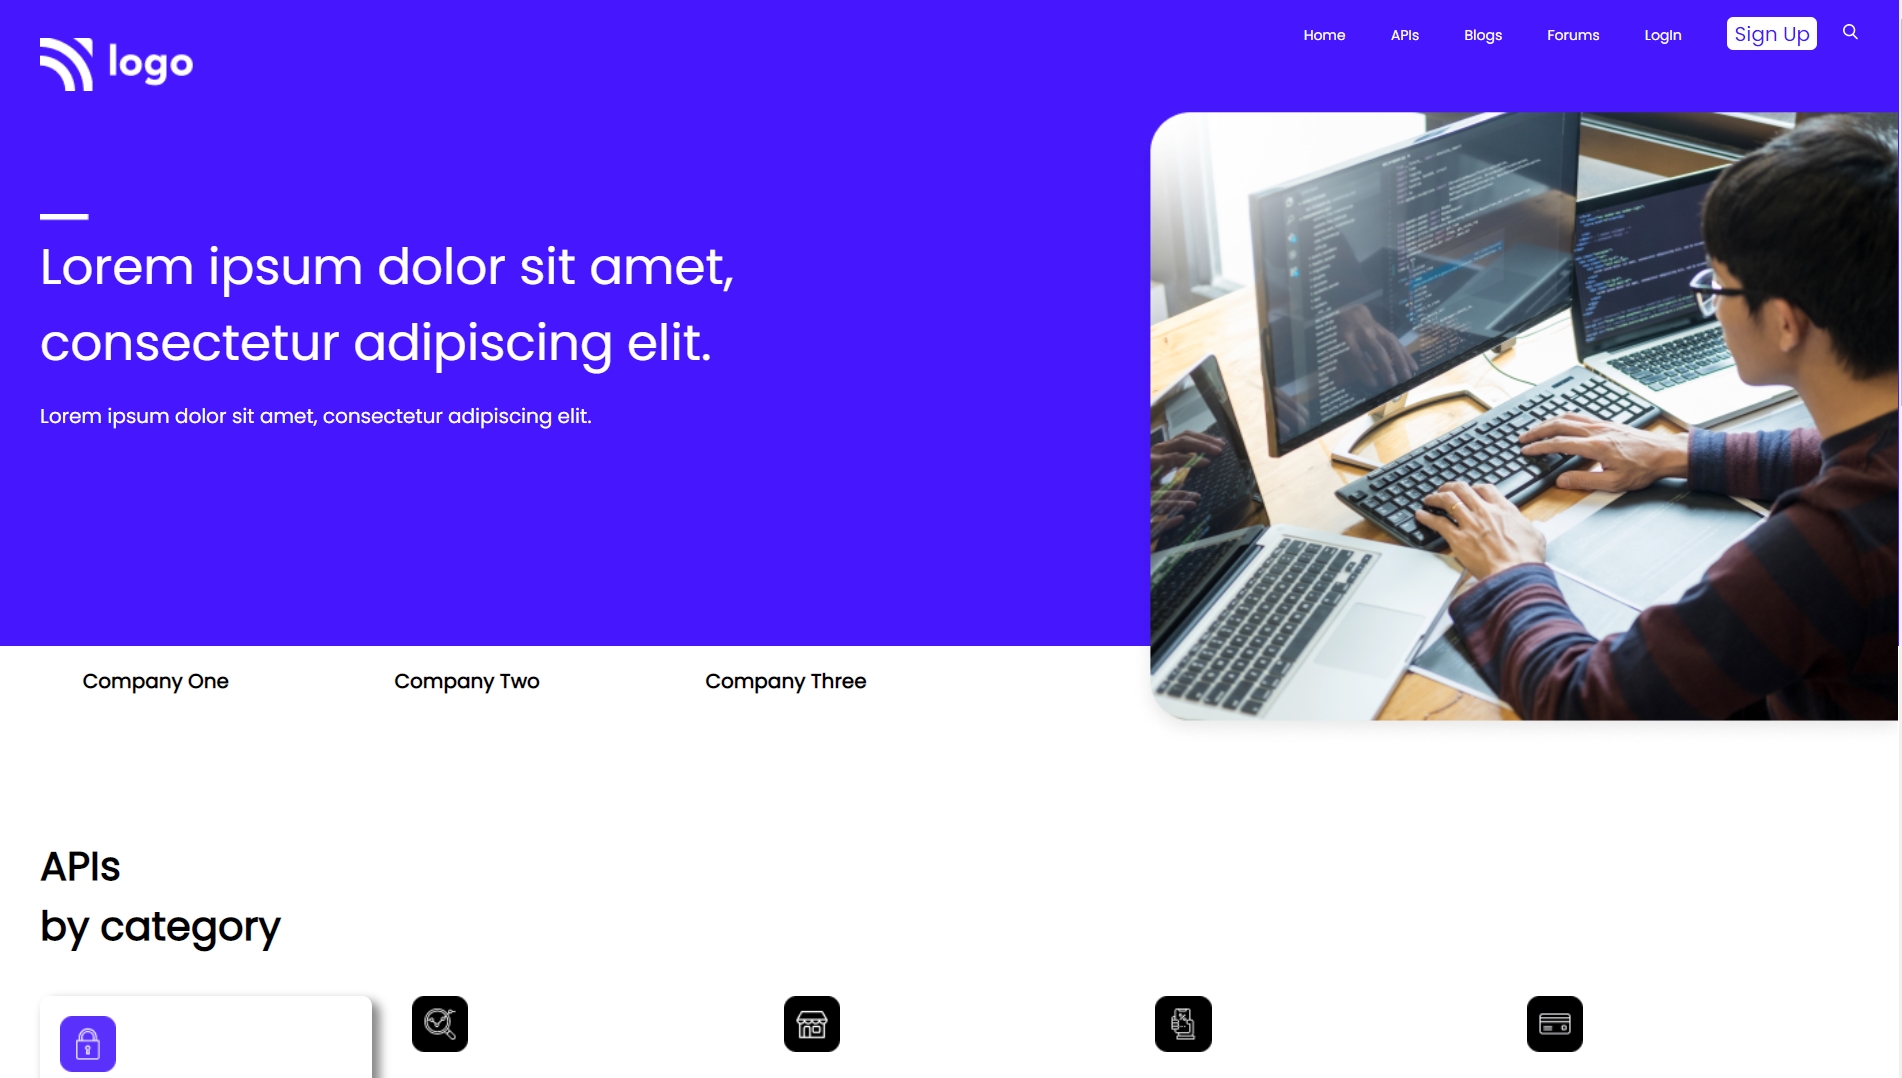 logo
Home
APIs
Blogs
Forums
LogIn
Sign Up
Lorem ipsum dolor sit amet,
consectetur adipiscing elit.
Lorem ipsum dolor sit amet, consectetur adipiscing elit.
Company One
Company Two
Company Three
APIs
by category